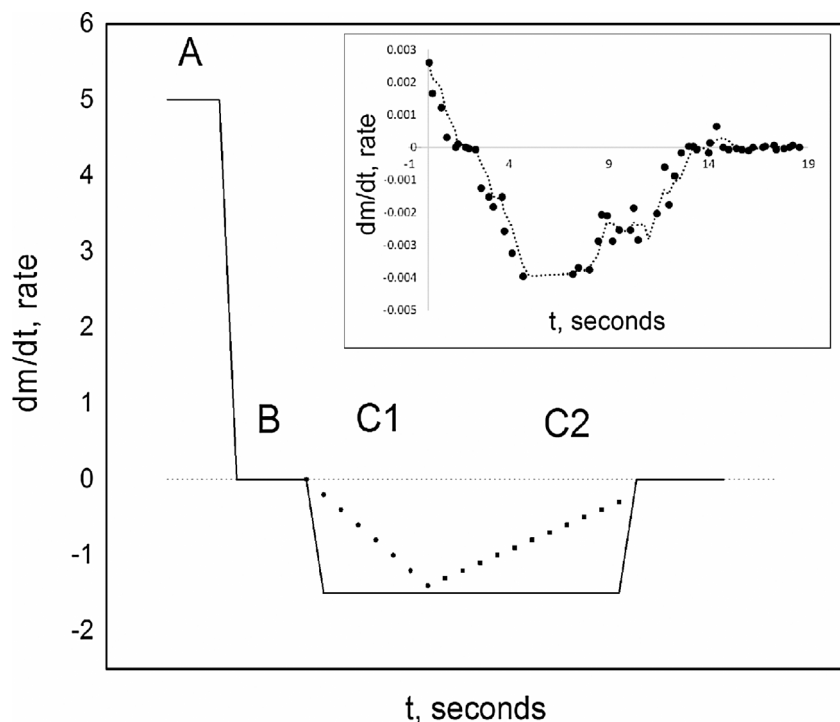 6
5
4
3
2
1
0
-1
-2
dm/dt, rate
t, seconds
A
B
C1
C2
0.003
0.002
0.001
0
-0.001
-0.002
-0.003
-0.004
-0.005
-1
4
9
14
19
dm/dt, rate
t, seconds